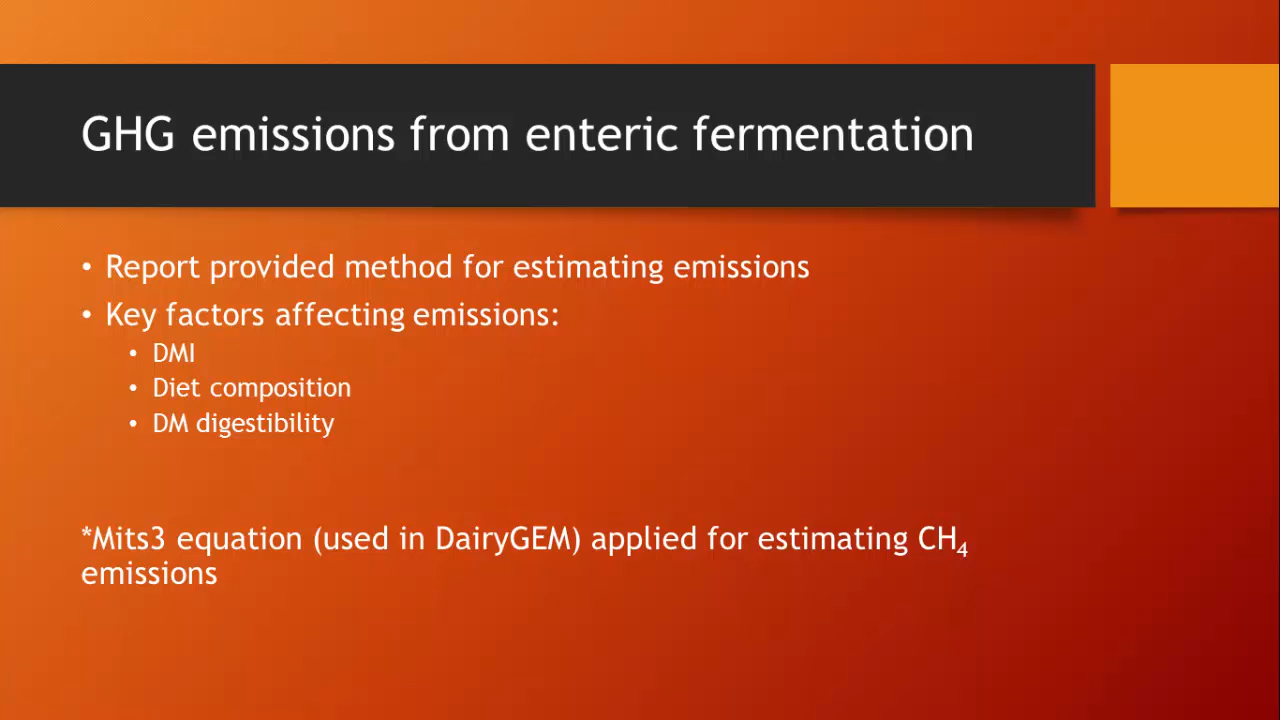 GHG emissions from enteric fermentation
• Report provided method for estimating emissions
• Key factors affecting emissions:
• DMI
• Diet composition
• DM digestibility
*Mits3 equation (used in DairyGEM) applied for estimating CH₄
emissions